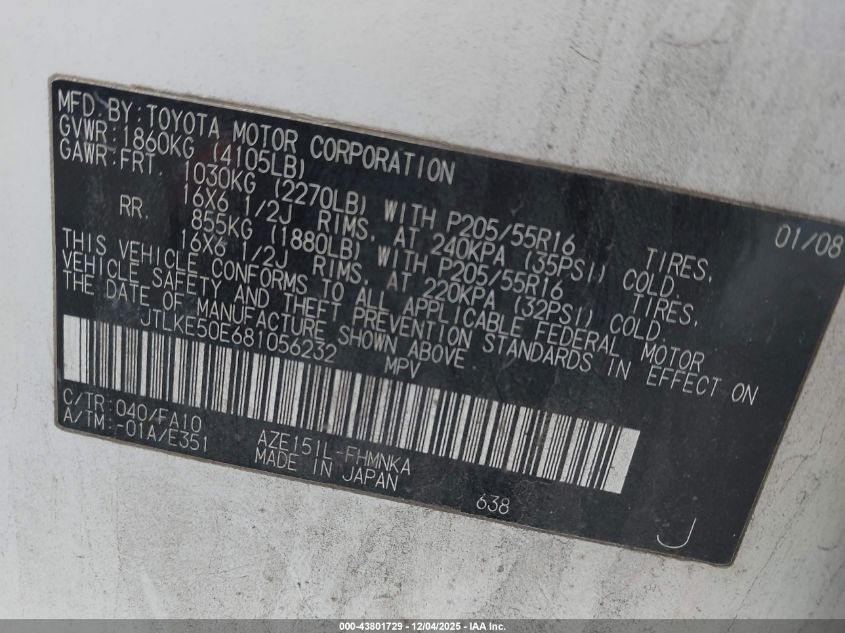 MFD. BY: TOYOTA MOTOR CORPORATION 01/08
GVWR: 1860KG (4105LB)
GAWR: FRT. 1030KG (2270LB) WITH P205/55R16 TIRES,
16X6 1/2J RIMS, AT 240KPA (35PSI) COLD.
RR. 855KG (1880LB) WITH P205/55R16 TIRES,
16X6 1/2J RIMS, AT 220KPA (32PSI) COLD.
THIS VEHICLE CONFORMS TO ALL APPLICABLE FEDERAL MOTOR
VEHICLE SAFETY AND THEFT PREVENTION STANDARDS IN EFFECT ON
THE DATE OF MANUFACTURE SHOWN ABOVE.
JTLKE50E681056232 MPV
C/TR: 040/FA10 AZE151L-FHMNKA
A/TM: -01A/E351 MADE IN JAPAN
638
J
000-43801729 - 12/04/2025 - IAA Inc.